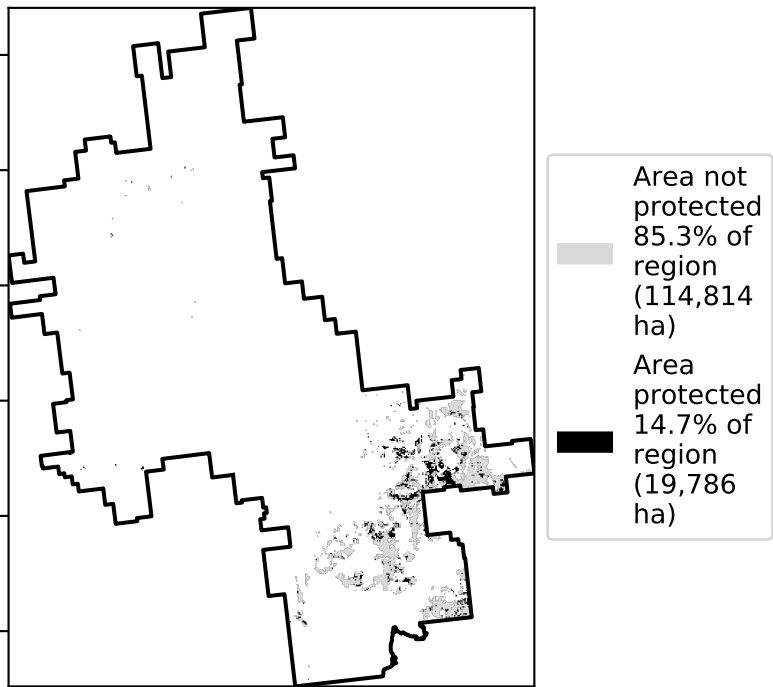 Area not
protected
85.3% of
region
(114,814
ha)
Area
protected
14.7% of
region
(19,786
ha)